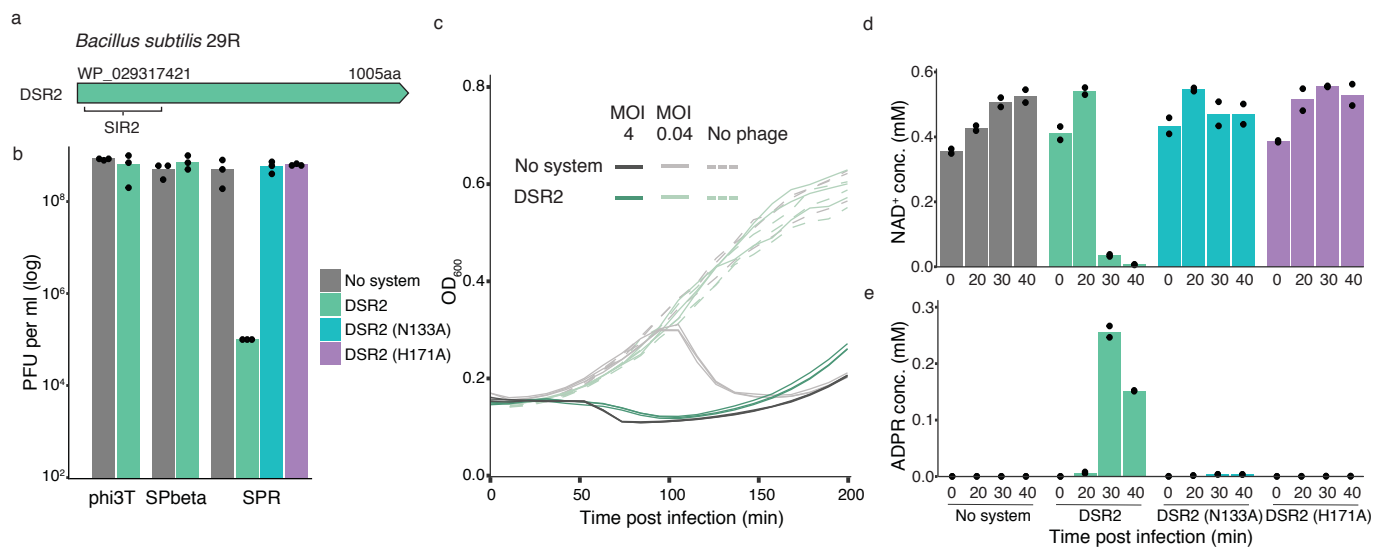 a
Bacillus subtilis 29R
WP_029317421 1005aa
DSR2
SIR2
b
PFU per ml (log)
10⁸
10⁶
10⁴
10²
phi3T SPbeta SPR
No system
DSR2
DSR2 (N133A)
DSR2 (H171A)
c
MOI MOI
4 0.04 No phage
No system
DSR2
OD₆₀₀
0.8
0.6
0.4
0.2
0.0
0 50 100 150 200
Time post infection (min)
d
NAD⁺ conc. (mM)
0.6
0.4
0.2
0.0
0 20 30 40 0 20 30 40 0 20 30 40 0 20 30 40
e
ADPR conc. (mM)
0.3
0.2
0.1
0.0
0 20 30 40 0 20 30 40 0 20 30 40 0 20 30 40
No system DSR2 DSR2 (N133A) DSR2 (H171A)
Time post infection (min)